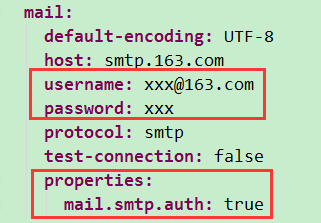 mail:
default-encoding: UTF-8
host: smtp.163.com
username: xxx@163.com
password: xxx
protocol: smtp
test-connection: false
properties:
mail.smtp.auth: true